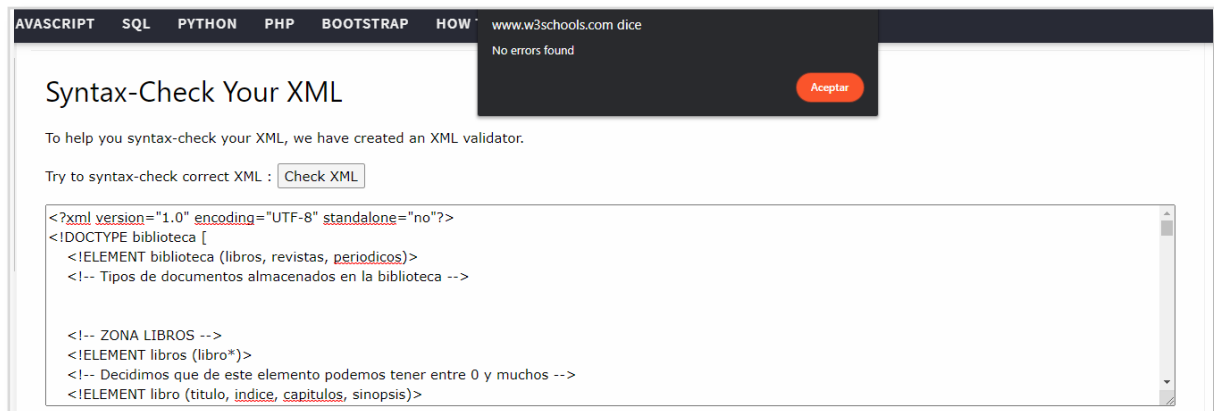 AVASCRIPT SQL PYTHON PHP BOOTSTRAP HOW
www.w3schools.com dice
No errors found
Aceptar
Syntax-Check Your XML
To help you syntax-check your XML, we have created an XML validator.
Try to syntax-check correct XML : Check XML
<?xml version="1.0" encoding="UTF-8" standalone="no"?>
<!DOCTYPE biblioteca [
<!ELEMENT biblioteca (libros, revistas, periodicos)>
<!-- Tipos de documentos almacenados en la biblioteca -->
<!-- ZONA LIBROS -->
<!ELEMENT libros (libro*)>
<!-- Decidimos que de este elemento podemos tener entre 0 y muchos -->
<!ELEMENT libro (titulo, indice, capitulos, sinopsis)>